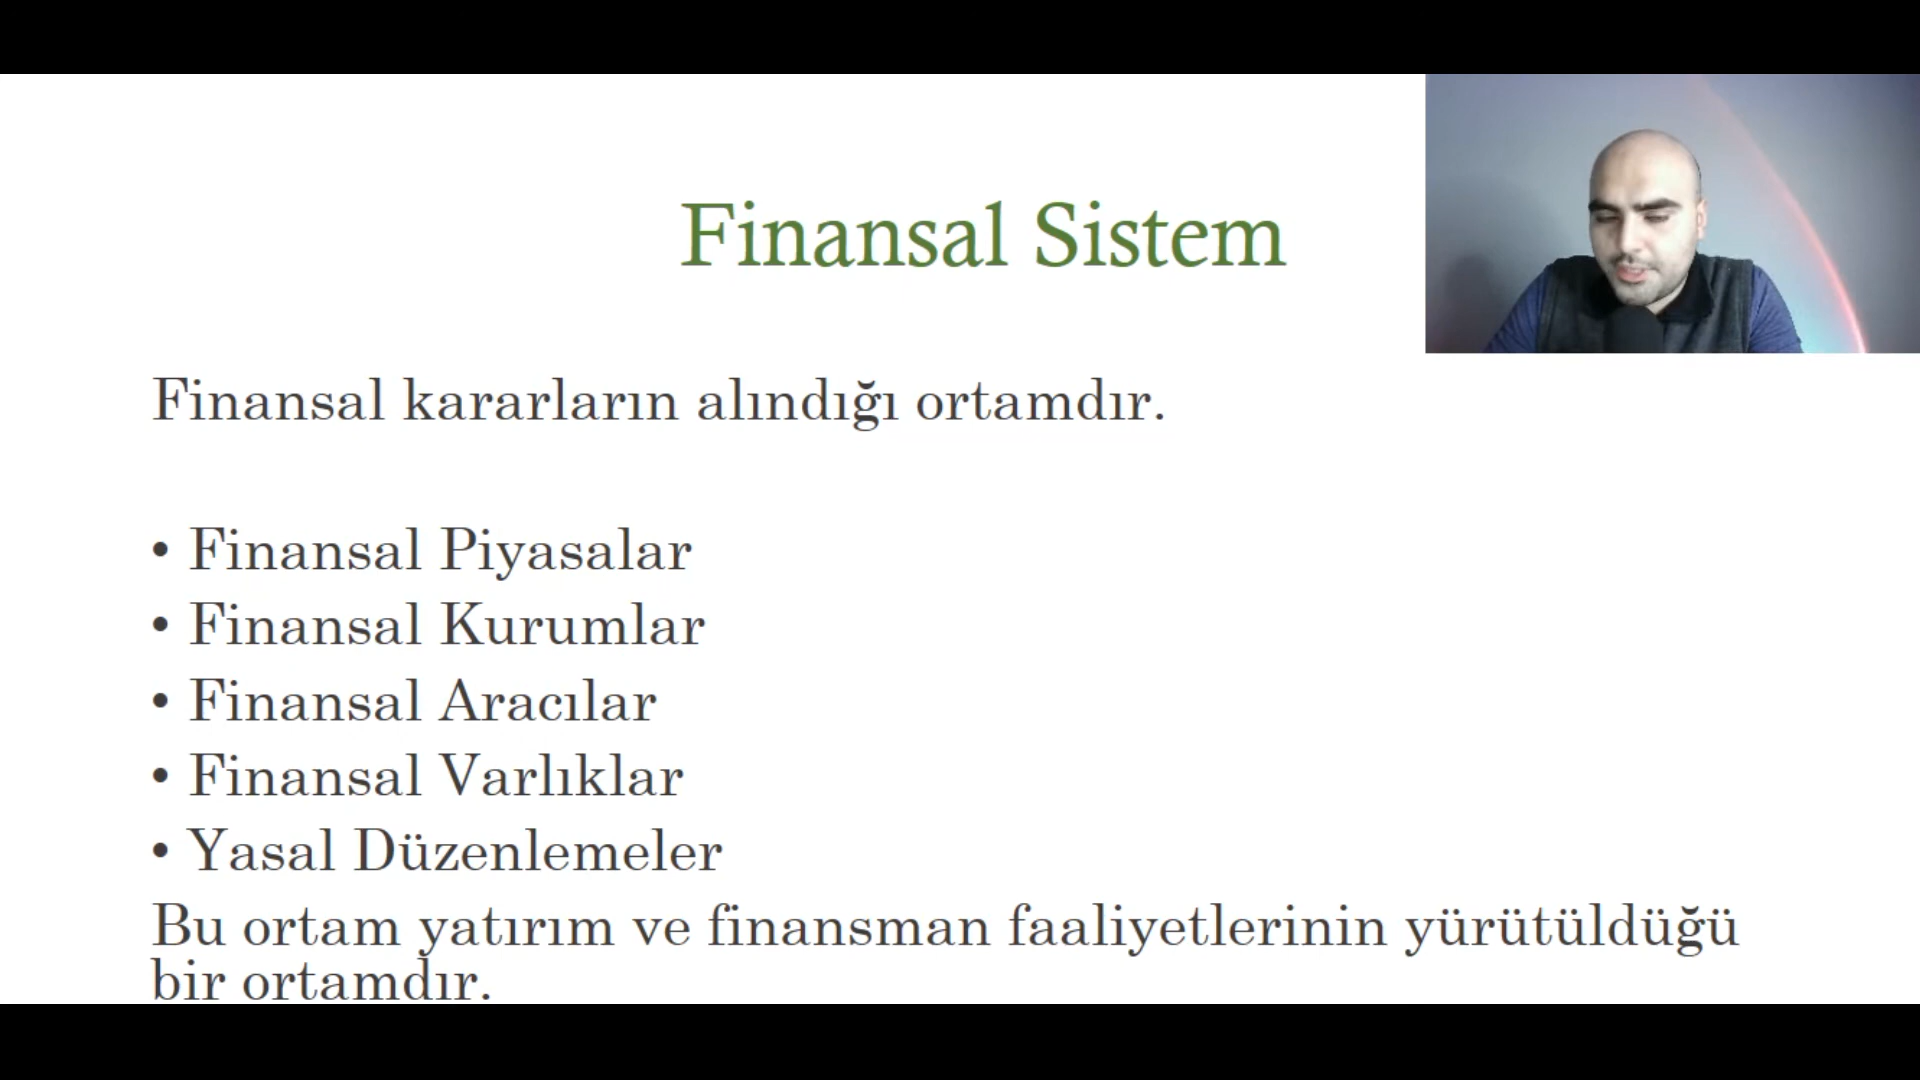 Finansal Sistem
Finansal kararların alındığı ortamdır.
• Finansal Piyasalar
• Finansal Kurumlar
• Finansal Aracılar
• Finansal Varlıklar
• Yasal Düzenlemeler
Bu ortam yatırım ve finansman faaliyetlerinin yürütüldüğü
bir ortamdır.